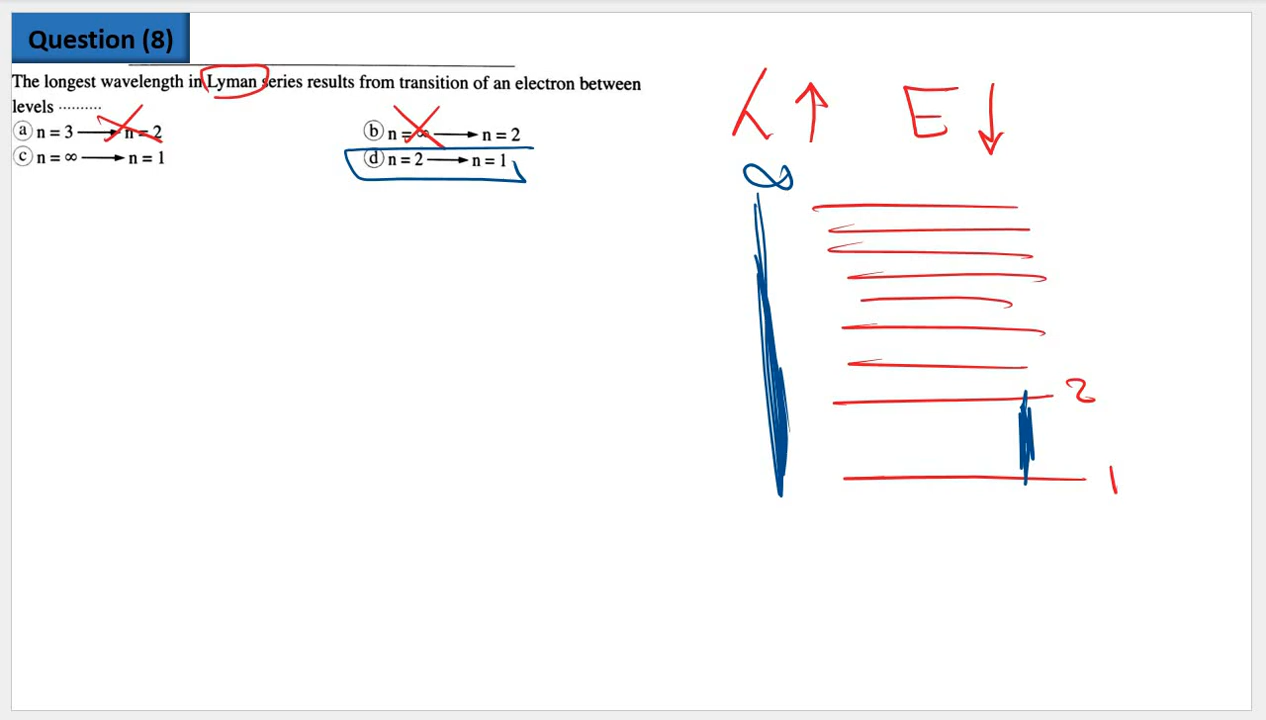 Question (8)
The longest wavelength in Lyman series results from transition of an electron between
levels ..........
ⓐ n = 3 ⟶ n = 2
ⓑ n = ∞ ⟶ n = 2
ⓒ n = ∞ ⟶ n = 1
ⓓ n = 2 ⟶ n = 1
λ ↑ E ↓
∞
2
1